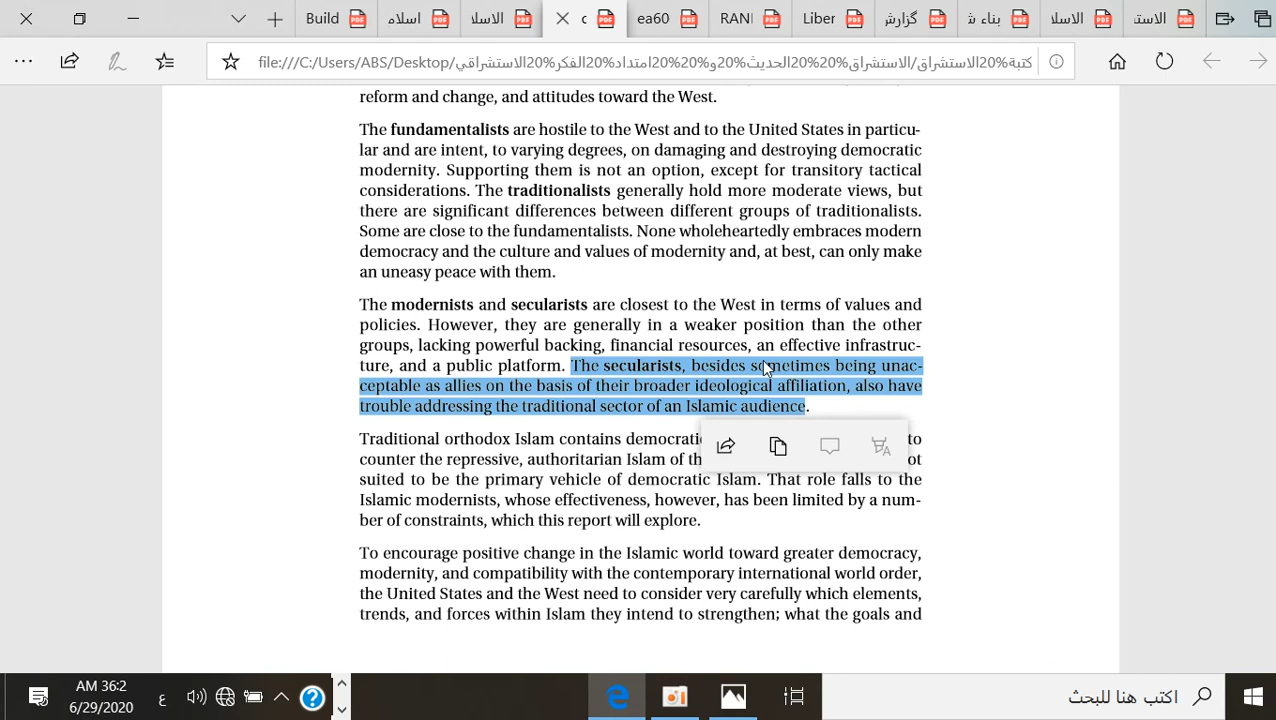 Build
اسلام
الاسلا
c
ea60
RANI
Liber
گزارش
بناء ش
الاسلا
الاستث
file:///C:/Users/ABS/Desktop/كتبة%20الاستشراق/الاستشراق%20%20الحديث%20و%20%20امتداد%20الفكر%20الاستشراقي
reform and change, and attitudes toward the West.
The fundamentalists are hostile to the West and to the United States in particu-
lar and are intent, to varying degrees, on damaging and destroying democratic
modernity. Supporting them is not an option, except for transitory tactical
considerations. The traditionalists generally hold more moderate views, but
there are significant differences between different groups of traditionalists.
Some are close to the fundamentalists. None wholeheartedly embraces modern
democracy and the culture and values of modernity and, at best, can only make
an uneasy peace with them.
The modernists and secularists are closest to the West in terms of values and
policies. However, they are generally in a weaker position than the other
groups, lacking powerful backing, financial resources, an effective infrastruc-
ture, and a public platform. The secularists, besides sometimes being unac-
ceptable as allies on the basis of their broader ideological affiliation, also have
trouble addressing the traditional sector of an Islamic audience.
Traditional orthodox Islam contains democrati to
counter the repressive, authoritarian Islam of th ot
suited to be the primary vehicle of democratic Islam. That role falls to the
Islamic modernists, whose effectiveness, however, has been limited by a num-
ber of constraints, which this report will explore.
To encourage positive change in the Islamic world toward greater democracy,
modernity, and compatibility with the contemporary international world order,
the United States and the West need to consider very carefully which elements,
trends, and forces within Islam they intend to strengthen; what the goals and
AM 36:2
6/29/2020
ع
اكتب هنا للبحث